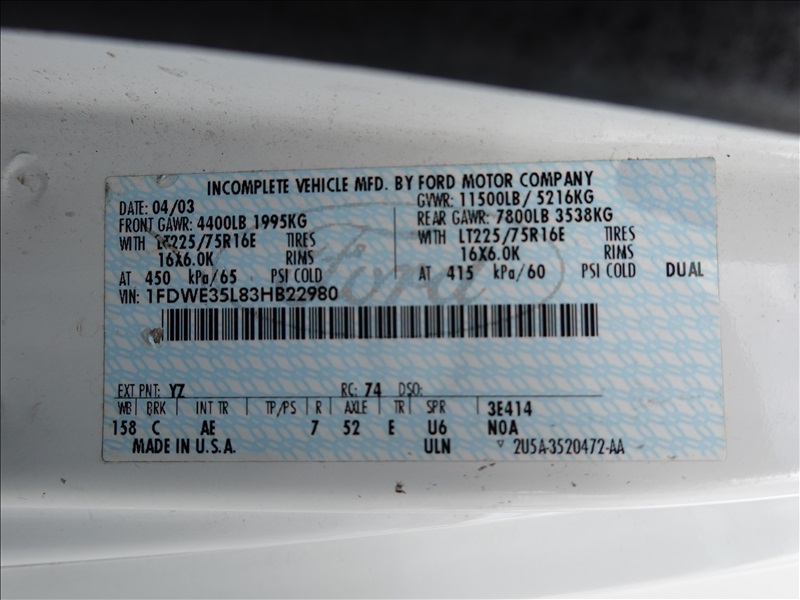 INCOMPLETE VEHICLE MFD. BY FORD MOTOR COMPANY
DATE: 04/03 GVWR: 11500LB / 5216KG
FRONT GAWR: 4400LB 1995KG REAR GAWR: 7800LB 3538KG
WITH LT225/75R16E TIRES WITH LT225/75R16E TIRES
16X6.0K RIMS 16X6.0K RIMS
AT 450 kPa/65 PSI COLD AT 415 kPa/60 PSI COLD DUAL
VIN: 1FDWE35L83HB22980
Ford
EXT PNT: YZ RC: 74 DSO:
WB BRK INT TR TP/PS R AXLE TR SPR 3E414
158 C AE 7 52 E U6 NOA
MADE IN U.S.A. ULN 2U5A-3520472-AA